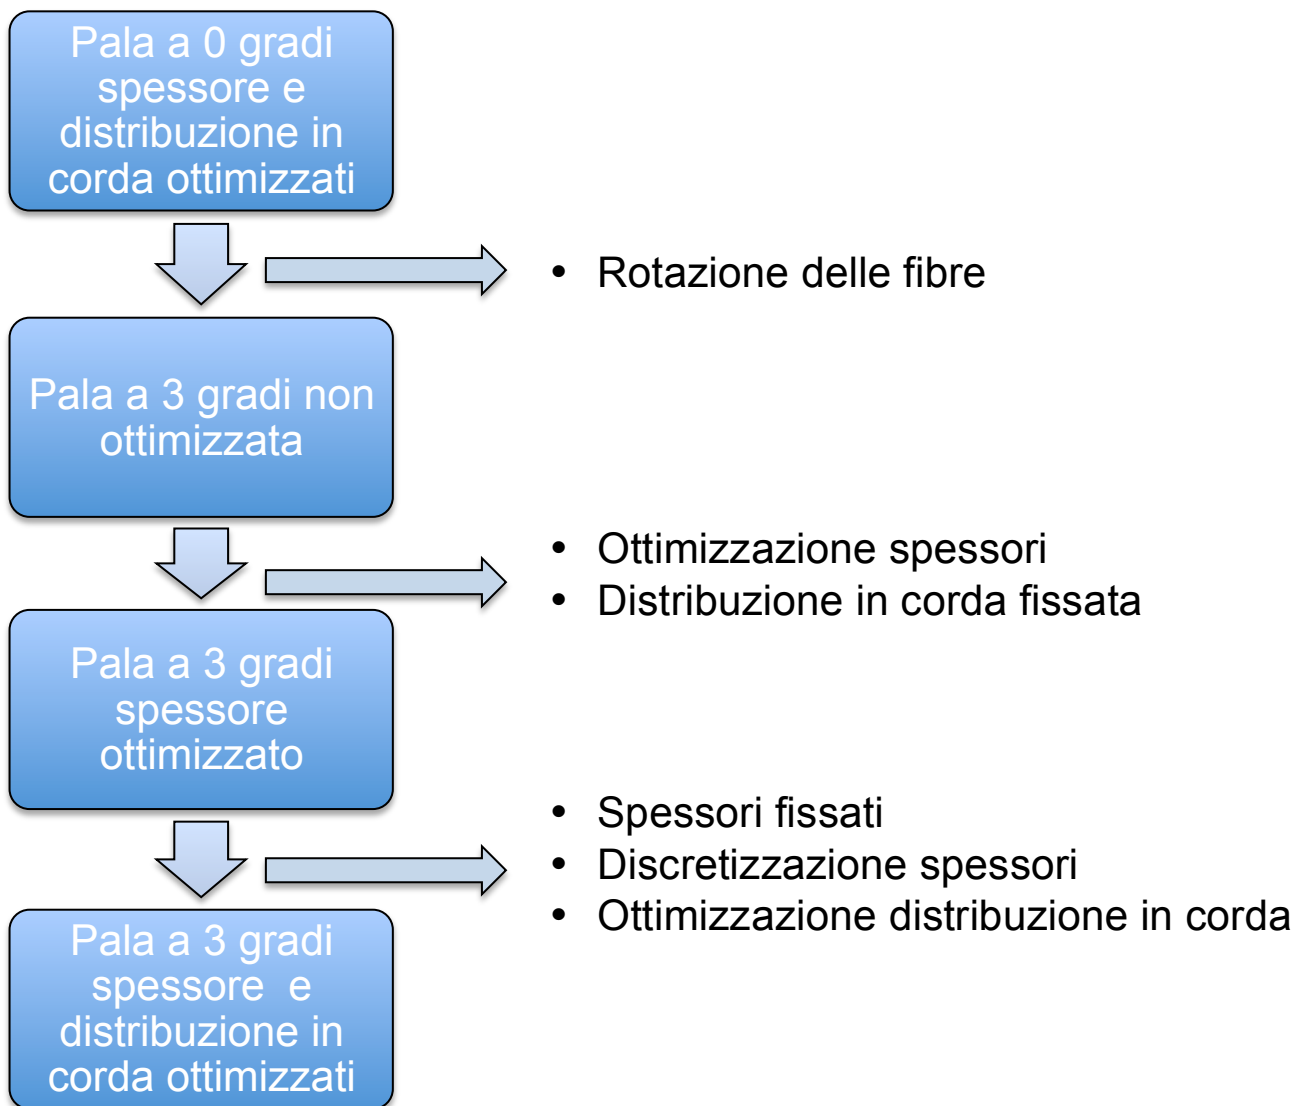 Pala a 0 gradi
spessore e
distribuzione in
corda ottimizzati
• Rotazione delle fibre
Pala a 3 gradi non
ottimizzata
• Ottimizzazione spessori
• Distribuzione in corda fissata
Pala a 3 gradi
spessore
ottimizzato
• Spessori fissati
• Discretizzazione spessori
• Ottimizzazione distribuzione in corda
Pala a 3 gradi
spessore e
distribuzione in
corda ottimizzati